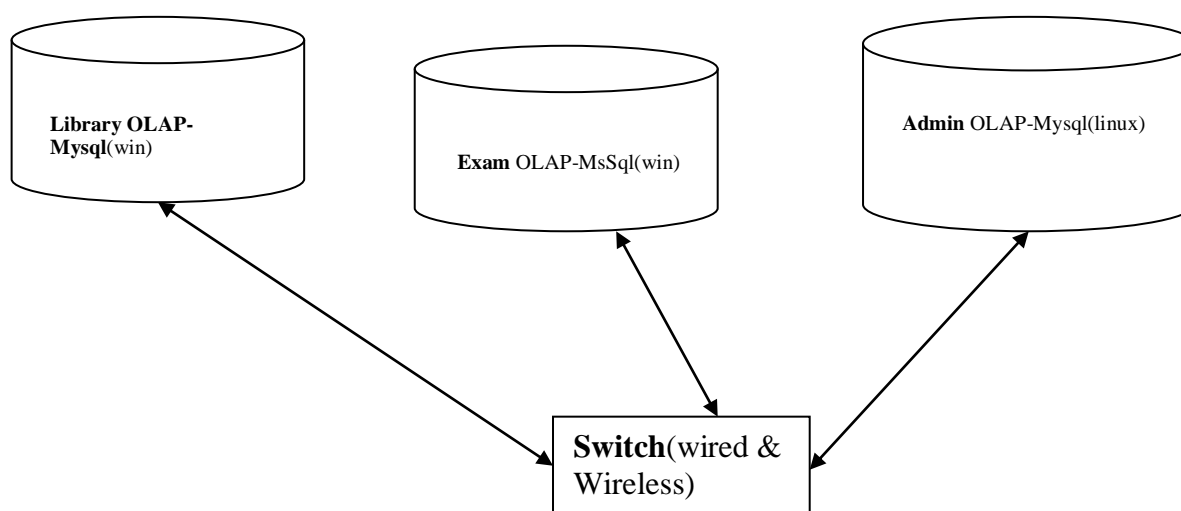 Library OLAP-
Mysql(win)
Exam OLAP-MsSql(win)
Admin OLAP-Mysql(linux)
Switch(wired &
Wireless)